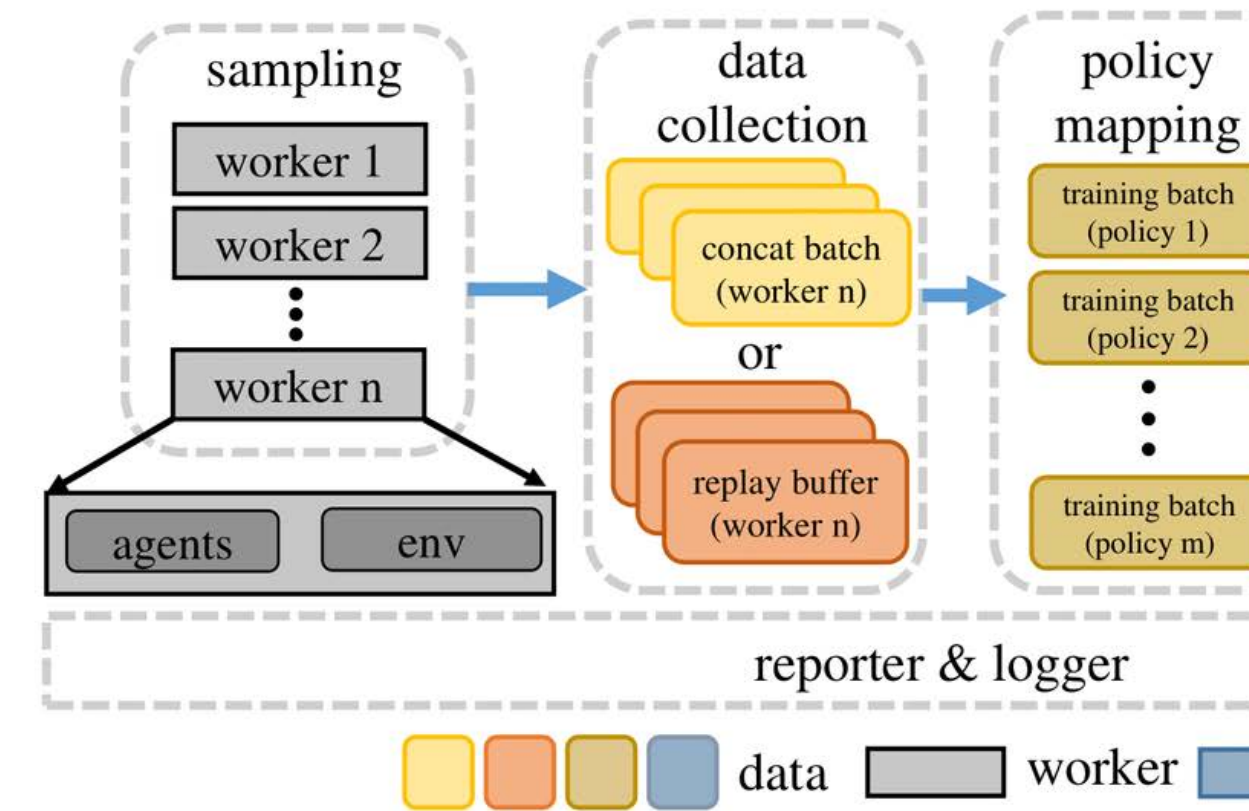 sampling
worker 1
worker 2
worker n
agents
env
data
collection
concat batch
(worker n)
or
replay buffer
(worker n)
policy
mapping
training batch
(policy 1)
training batch
(policy 2)
training batch
(policy m)
reporter & logger
data
worker